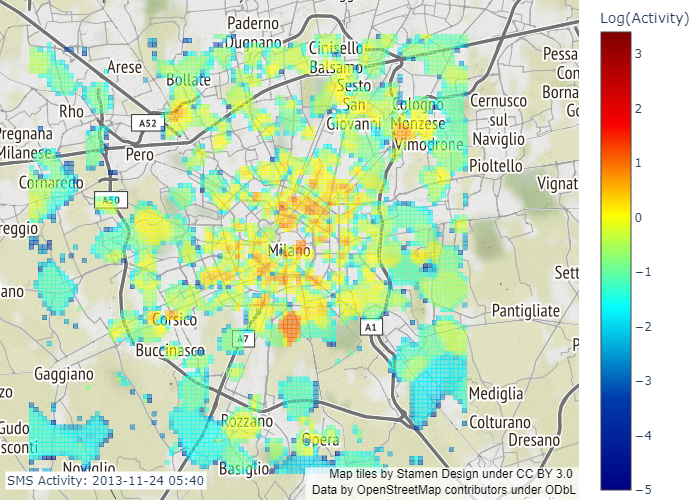 Log(Activity)
3
2
1
0
−1
−2
−3
−4
−5
Paderno
Dugnano
Cinisello
Balsamo
Arese
Bollate
Sesto
San
Giovanni
Cologno
Monzese
Vimodrone
Cernusco
sul
Naviglio
Pessa
Con
Borna
Go
Rho
A52
Pregnana
Milanese
Pero
Pioltello
Cornaredo
A50
Vignat
reggio
Milano
Sett
ano
Pantigliate
Corsico
A7
A1
Buccinasco
P
Gaggiano
zo
Mediglia
Colturano
Dresano
Gudo
sconti
Rozzano
Opera
Noviglio
Basiglio
SMS Activity: 2013-11-24 05:40
Map tiles by Stamen Design under CC BY 3.0
Data by OpenStreetMap contributors under ODbL